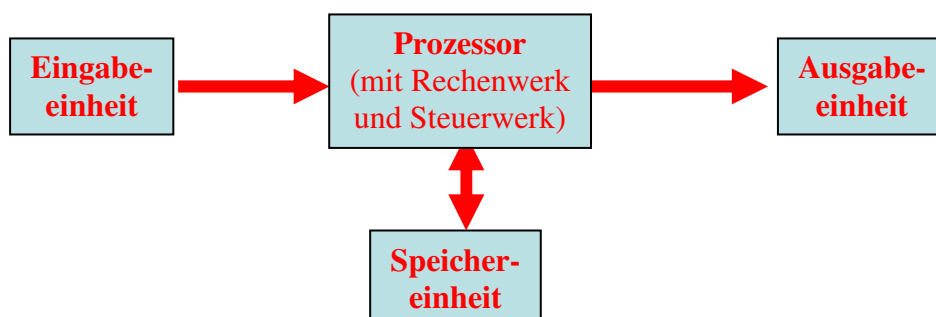 Eingabe-
einheit
Prozessor
(mit Rechenwerk
und Steuerwerk)
Ausgabe-
einheit
Speicher-
einheit